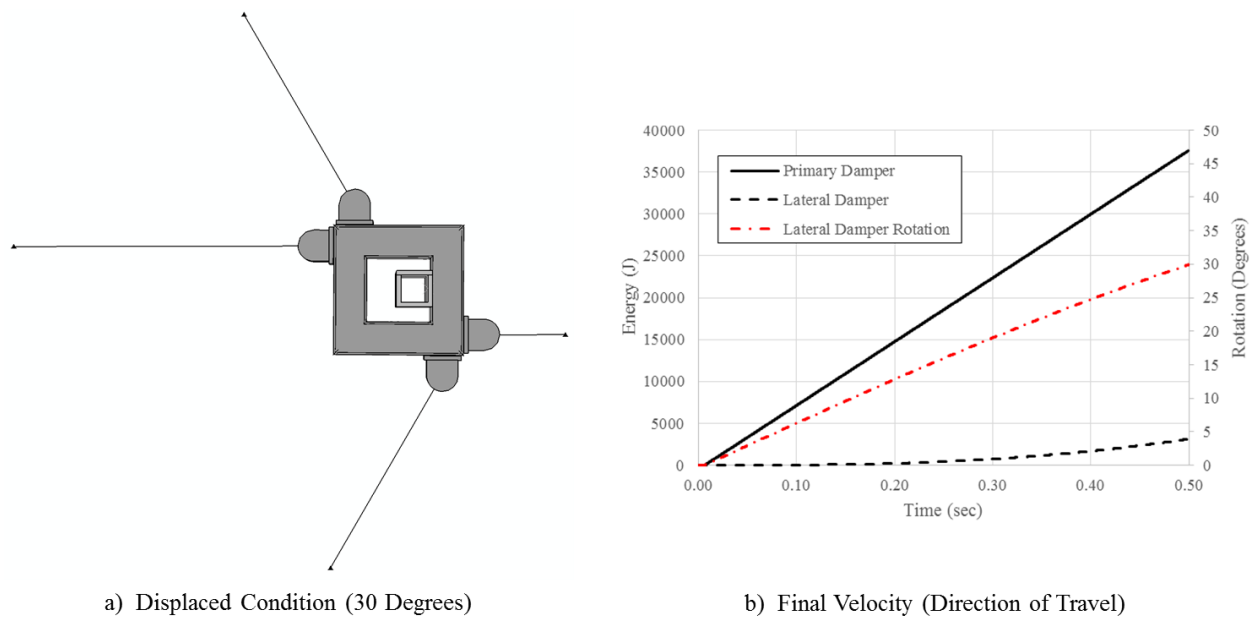 40000
35000
30000
25000
20000
15000
10000
5000
0
Energy (J)
Primary Damper
Lateral Damper
Lateral Damper Rotation
50
45
40
35
30
25
20
15
10
5
0
Rotation (Degrees)
0.00 0.10 0.20 0.30 0.40 0.50
Time (sec)
a) Displaced Condition (30 Degrees)
b) Final Velocity (Direction of Travel)